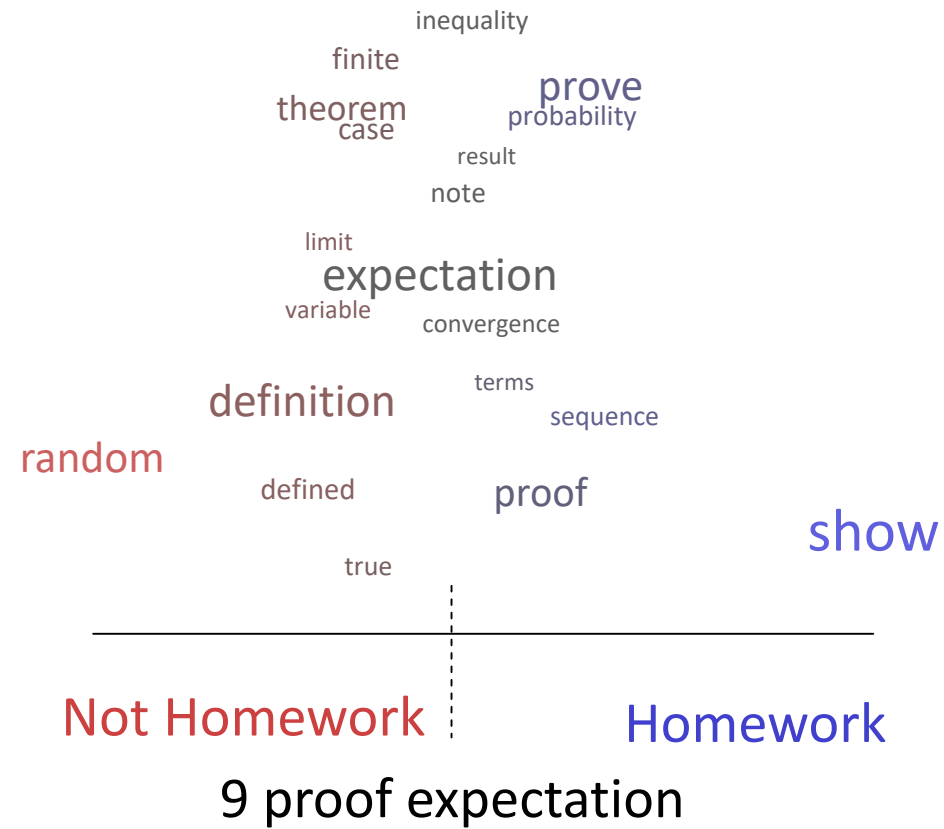 inequality
finite
prove
theorem
probability
case
result
note
limit
expectation
variable
convergence
terms
definition
sequence
random
defined
proof
show
true
Not Homework
Homework
9 proof expectation